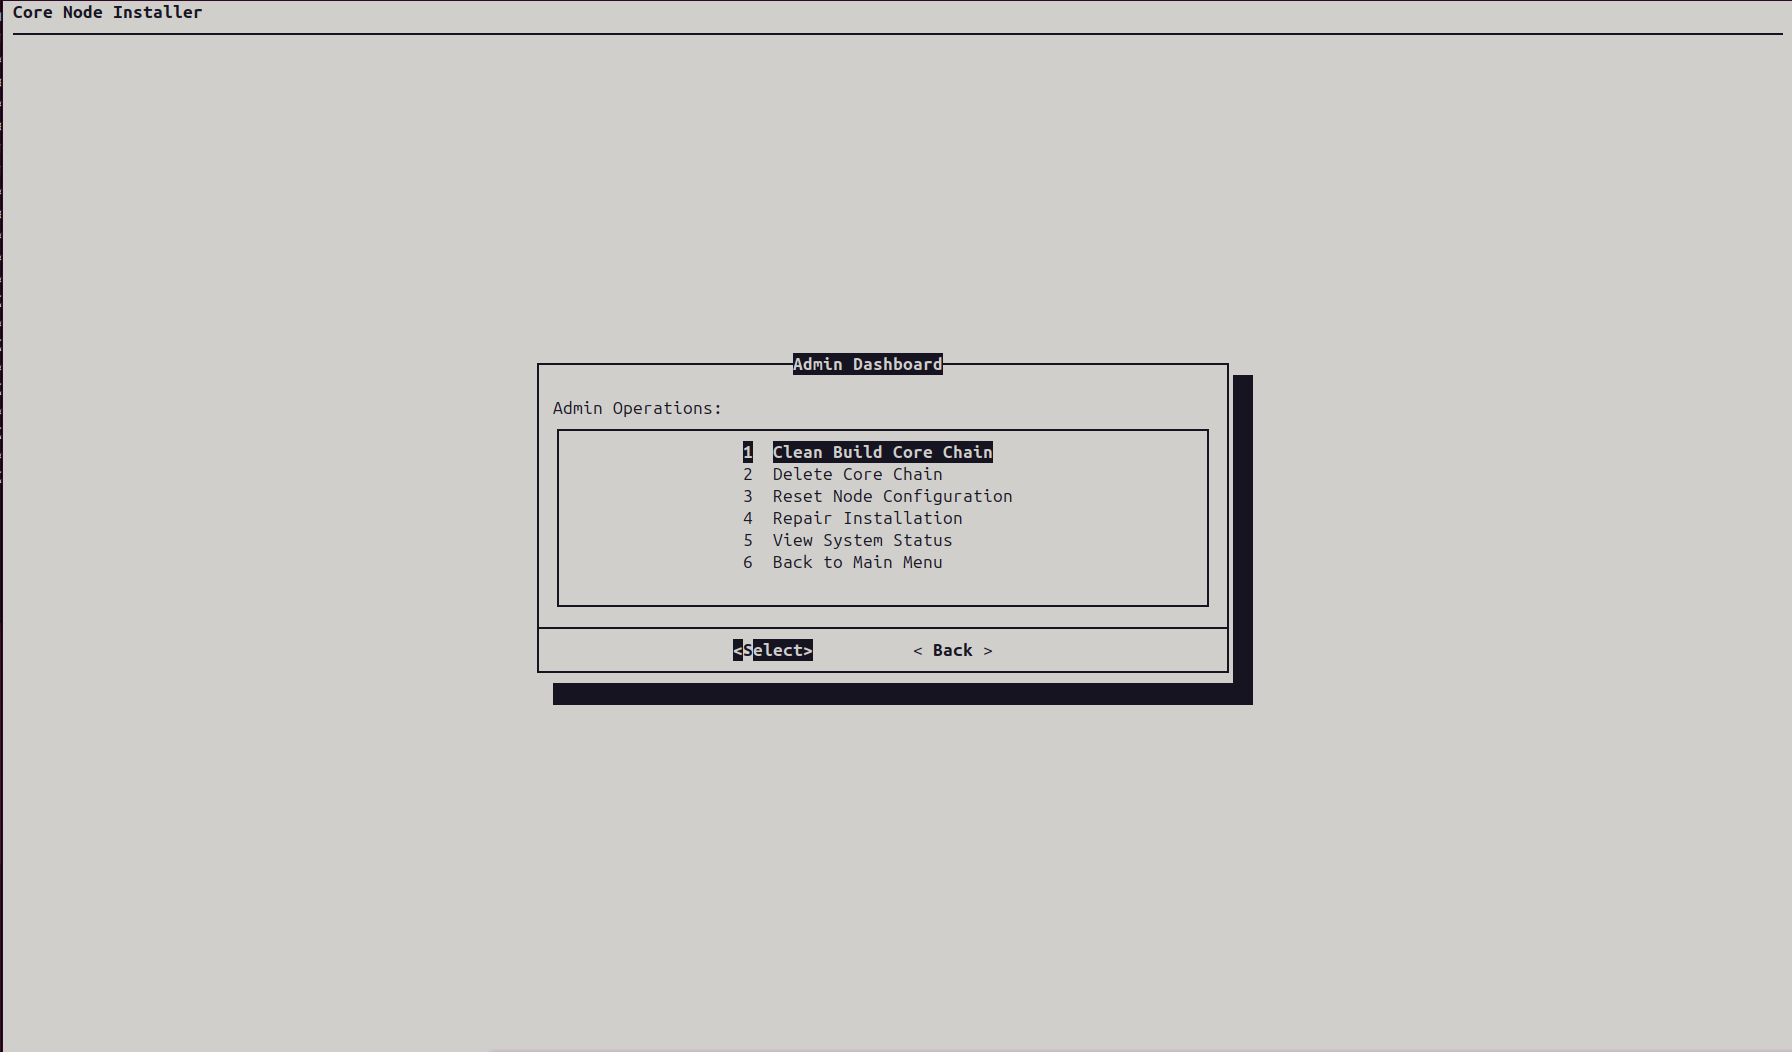 Core Node Installer
Admin Dashboard
Admin Operations:
1 Clean Build Core Chain
2 Delete Core Chain
3 Reset Node Configuration
4 Repair Installation
5 View System Status
6 Back to Main Menu
<Select> < Back >